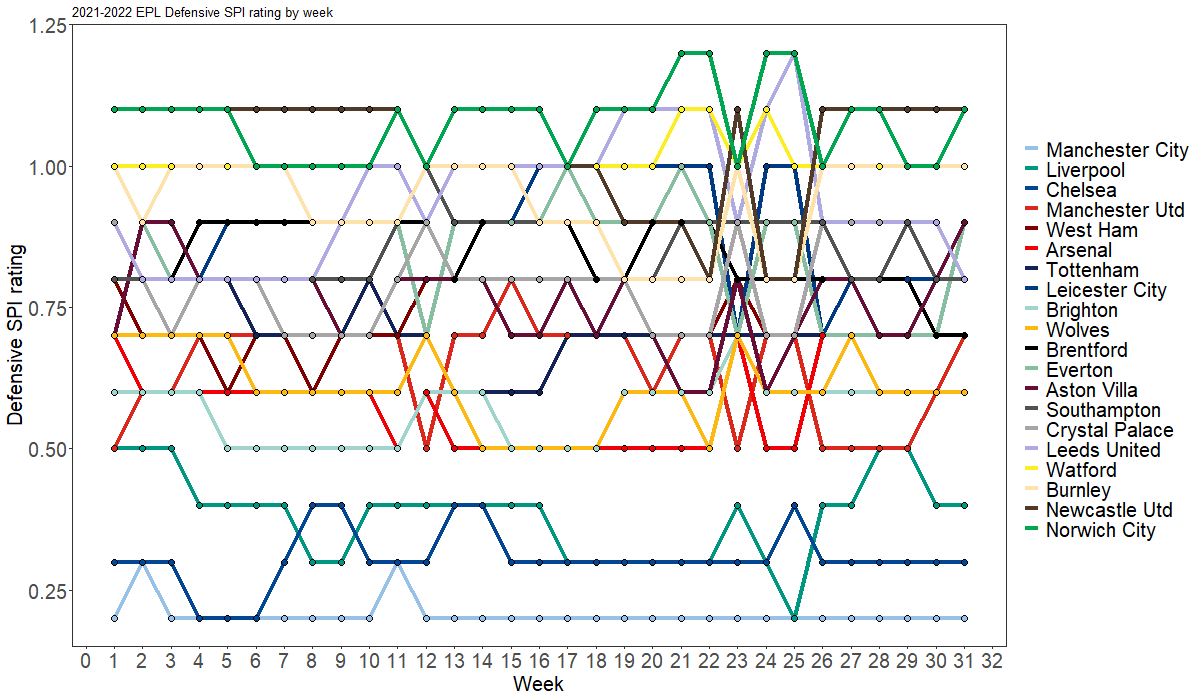 2021-2022 EPL Defensive SPI rating by week
1.25
1.00
0.75
0.50
0.25
Defensive SPI rating
0 1 2 3 4 5 6 7 8 9 10 11 12 13 14 15 16 17 18 19 20 21 22 23 24 25 26 27 28 29 30 31 32
Week
Manchester City
Liverpool
Chelsea
Manchester Utd
West Ham
Arsenal
Tottenham
Leicester City
Brighton
Wolves
Brentford
Everton
Aston Villa
Southampton
Crystal Palace
Leeds United
Watford
Burnley
Newcastle Utd
Norwich City